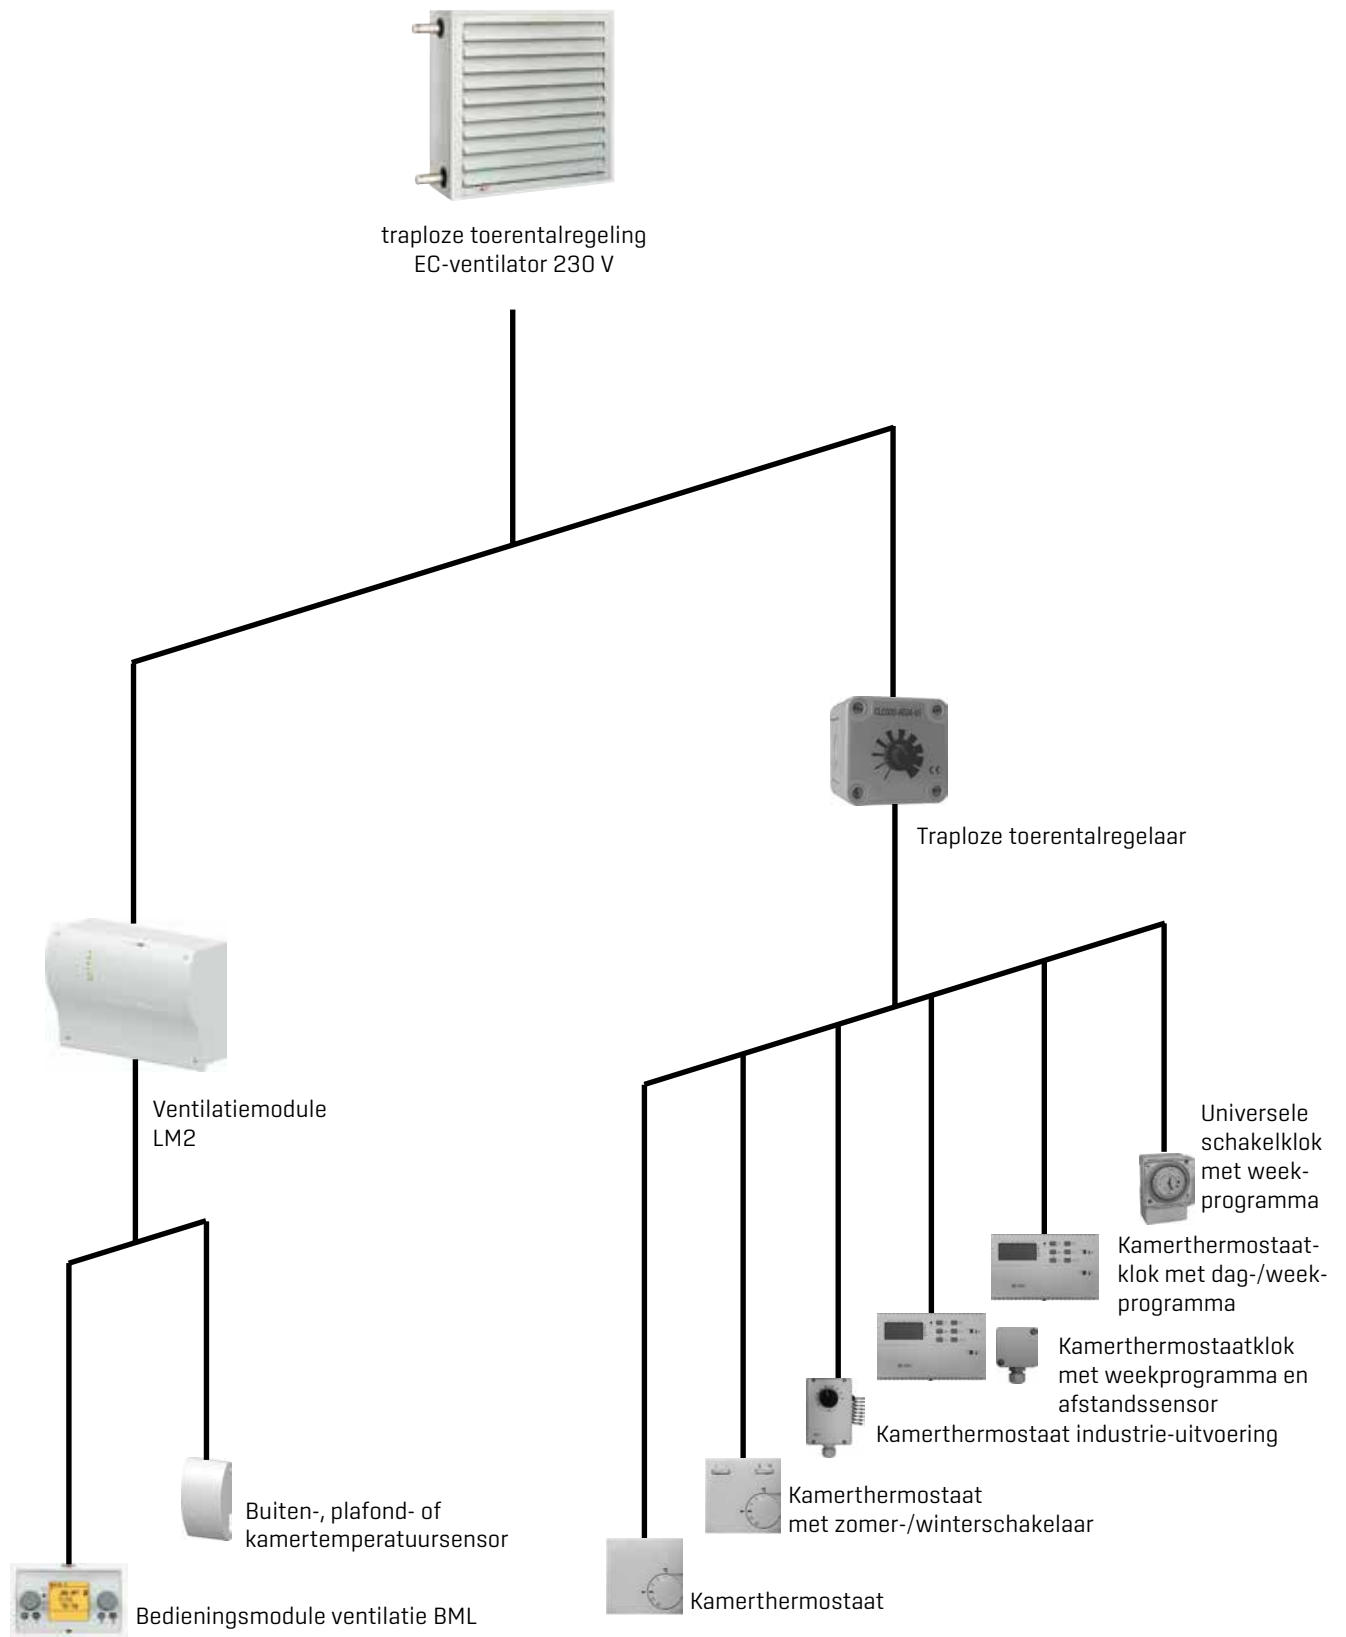 traploze toerentalregeling
EC-ventilator 230 V
Traploze toerentalregelaar
Ventilatiemodule
LM2
Universele
schakelklok
met week-
programma
Kamerthermostaat-
klok met dag-/week-
programma
Kamerthermostaatklok
met weekprogramma en
afstandssensor
Kamerthermostaat industrie-uitvoering
Kamerthermostaat
met zomer-/winterschakelaar
Buiten-, plafond- of
kamertemperatuursensor
Kamerthermostaat
Bedieningsmodule ventilatie BML